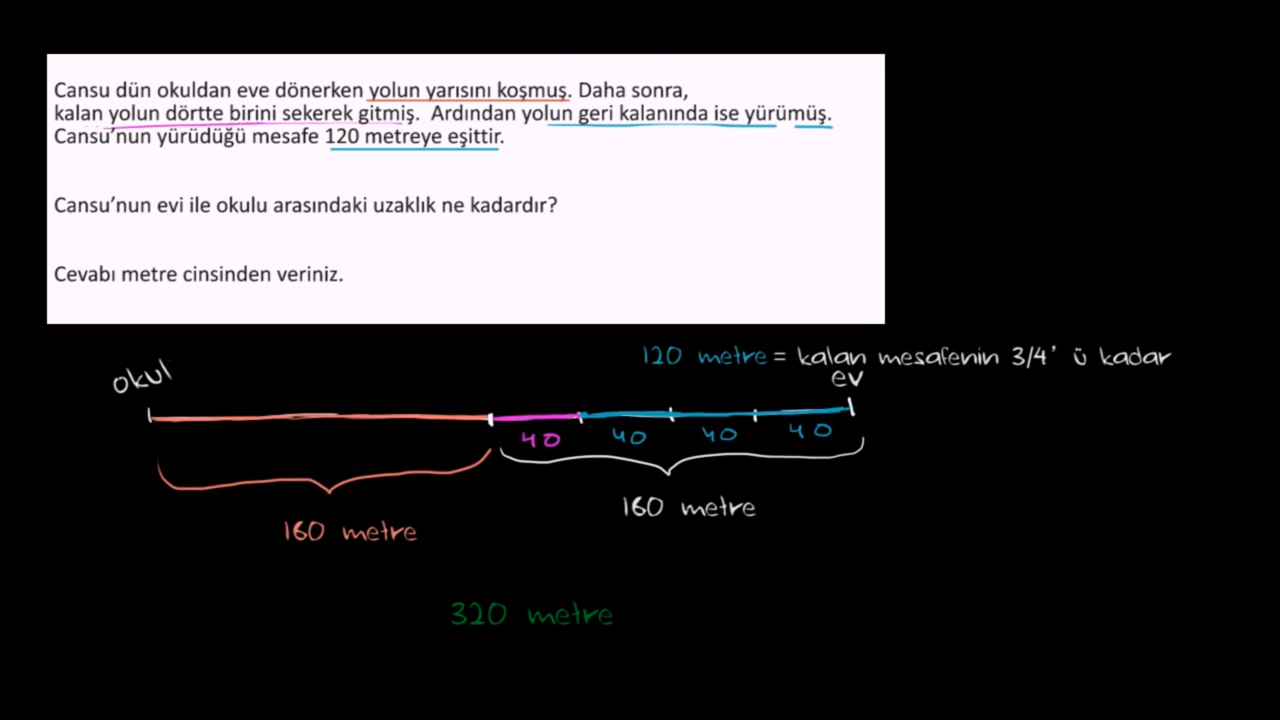 Cansu dün okuldan eve dönerken yolun yarısını koşmuş. Daha sonra,
kalan yolun dörtte birini sekerek gitmiş. Ardından yolun geri kalanında ise yürümüş.
Cansu'nun yürüdüğü mesafe 120 metreye eşittir.
Cansu'nun evi ile okulu arasındaki uzaklık ne kadardır?
Cevabı metre cinsinden veriniz.
120 metre = kalan mesafenin 3/4' ü kadar
okul
ev
40 40 40 40
160 metre
160 metre
320 metre